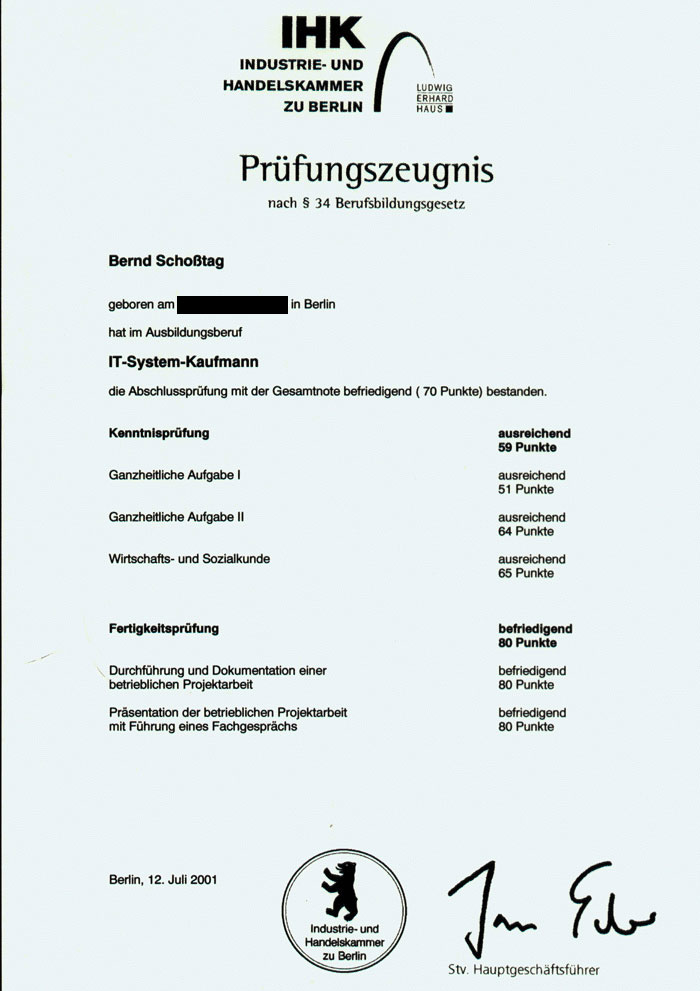 IHK
INDUSTRIE- UND
HANDELSKAMMER
ZU BERLIN
LUDWIG
ERHARD
HAUS
Prüfungszeugnis
nach § 34 Berufsbildungsgesetz
Bernd Schoßtag
geboren am in Berlin
hat im Ausbildungsberuf
IT-System-Kaufmann
die Abschlussprüfung mit der Gesamtnote befriedigend ( 70 Punkte) bestanden.
Kenntnisprüfung ausreichend
59 Punkte
Ganzheitliche Aufgabe I ausreichend
51 Punkte
Ganzheitliche Aufgabe II ausreichend
64 Punkte
Wirtschafts- und Sozialkunde ausreichend
65 Punkte
Fertigkeitsprüfung befriedigend
80 Punkte
Durchführung und Dokumentation einer befriedigend
betrieblichen Projektarbeit 80 Punkte
Präsentation der betrieblichen Projektarbeit befriedigend
mit Führung eines Fachgesprächs 80 Punkte
Berlin, 12. Juli 2001
Industrie- und
Handelskammer
zu Berlin
Stv. Hauptgeschäftsführer